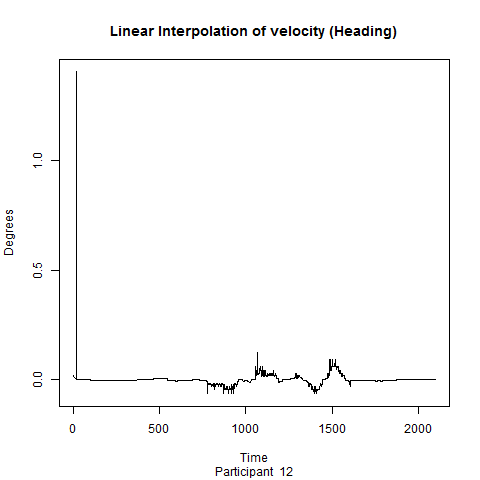 Linear Interpolation of velocity (Heading)
Degrees
1.0
0.5
0.0
0 500 1000 1500 2000
Time
Participant 12